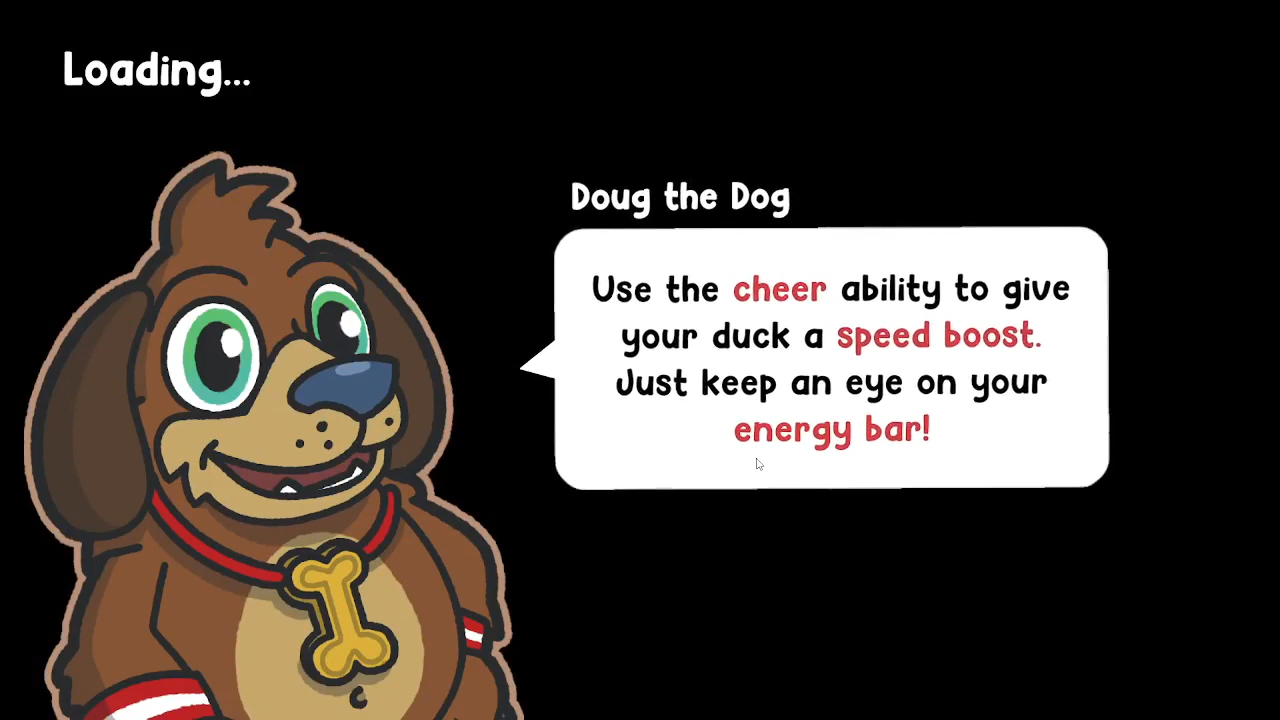 Loading...
Doug the Dog
Use the cheer ability to give
your duck a speed boost.
Just keep an eye on your
energy bar!